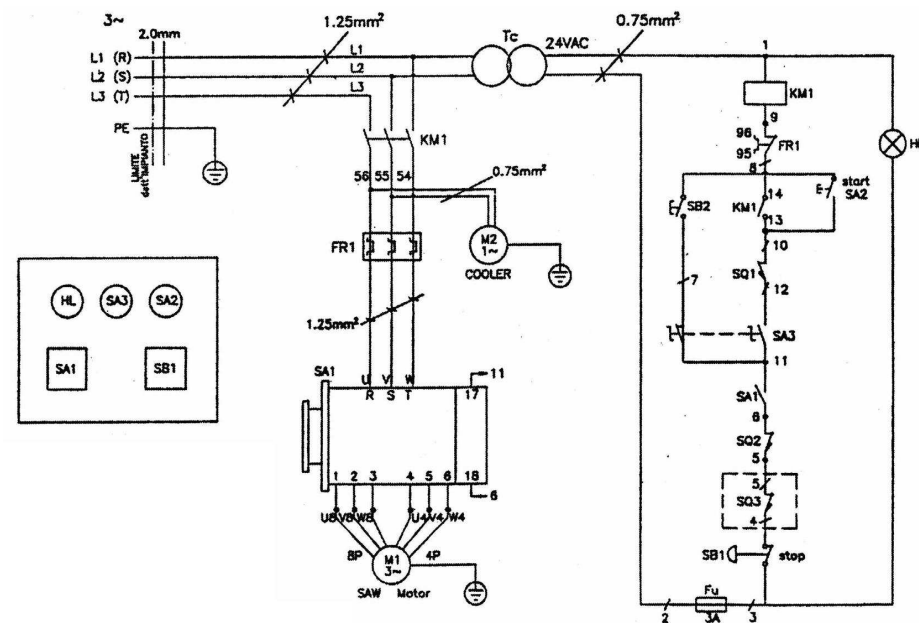 3~
1.25mm²
2.0mm
L1 (R)
L2 (S)
L3 (T)
PE
LIMITE
dell'IMPIANTO
L1
L2
L3
Tc
24VAC
0.75mm²
1
KM1
9
96
95
FR1
8
14
KM1
13
start
SA2
SB2
10
SQ1
12
7
SA3
11
SA1
6
SQ2
5
5
SQ3
4
SB1
stop
Fu
2
3A
3
KM1
56
55
54
0.75mm²
FR1
M2
1~
COOLER
1.25mm²
SA1
U
V
W
R
S
T
11
17
1
2
3
4
5
6
18
6
U8
V8
W8
U4
V4
W4
8P
4P
M1
3~
SAW Motor
HL
SA3
SA2
SA1
SB1